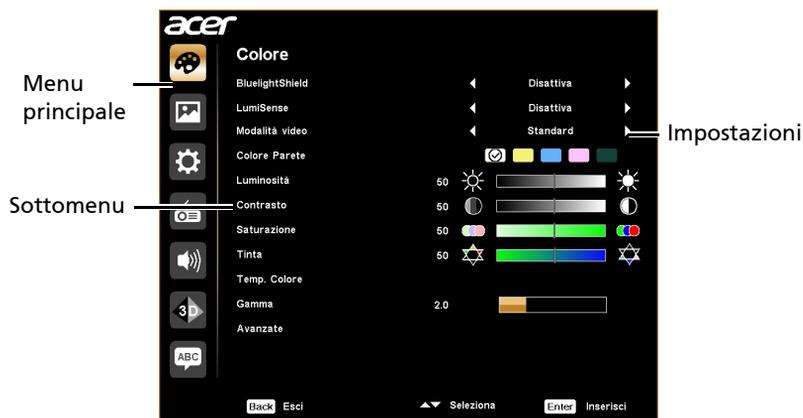 acer
Colore
Menu principale
BluelightShield Disattiva
LumiSense Disattiva
Modalità video Standard
Impostazioni
Colore Parete
Luminosità 50
Sottomenu
Contrasto 50
Saturazione 50
Tinta 50
Temp. Colore
3D
Gamma 2.0
Avanzate
ABC
Back Esci Seleziona Enter Inserisci